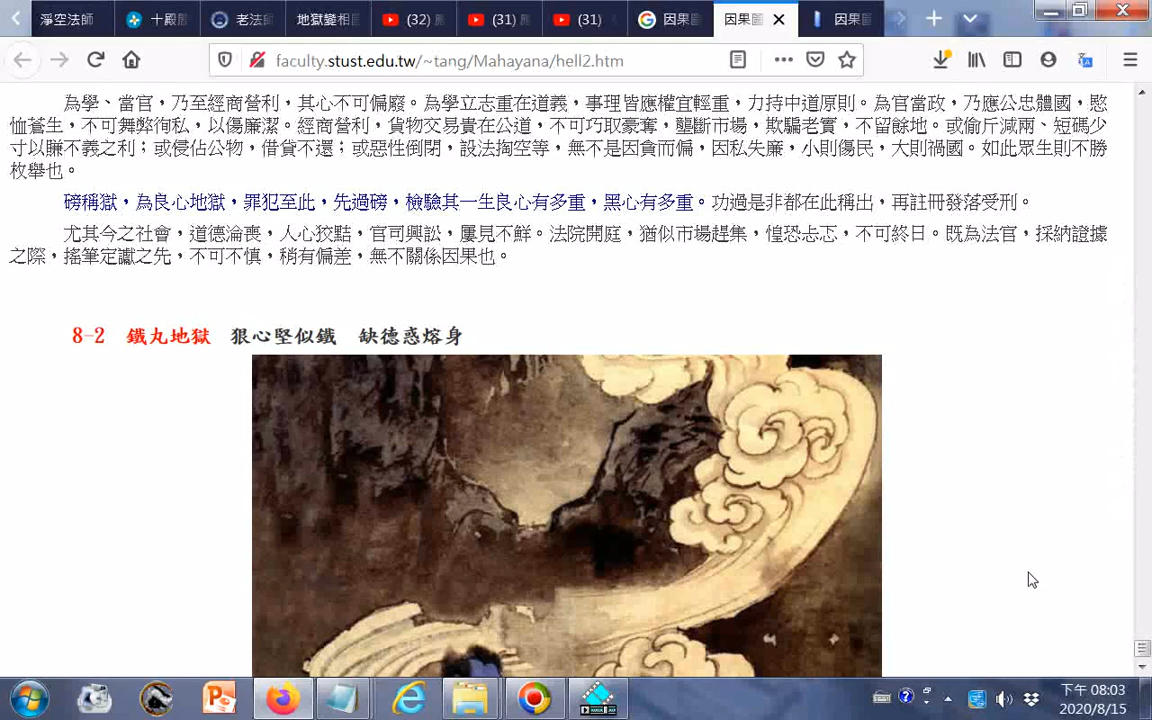 淨空法師
十殿閻
老法師
地獄變相圖
(32)
(31)
(31)
因果圖
因果圖
因果圖
faculty.stust.edu.tw/~tang/Mahayana/hell2.htm
為學、當官，乃至經商營利，其心不可偏廢。為學立志重在道義，事理皆應權宜輕重，力持中道原則。為官當政，乃應公忠體國，愍
恤蒼生，不可舞弊徇私，以傷廉潔。經商營利，貨物交易貴在公道，不可巧取豪奪，壟斷市場，欺騙老實，不留餘地。或偷斤減兩、短碼少
寸以賺不義之利；或侵佔公物，借貸不還；或惡性倒閉，設法掏空等，無不是因貪而偏，因私失廉，小則傷民，大則禍國。如此眾生則不勝
枚舉也。
磅稱獄，為良心地獄，罪犯至此，先過磅，檢驗其一生良心有多重，黑心有多重。功過是非都在此稱出，再註冊發落受刑。
尤其今之社會，道德淪喪，人心狡黠，官司興訟，屢見不鮮。法院開庭，猶似市場趕集，惶恐忐忑，不可終日。既為法官，採納證據
之際，搖筆定讞之先，不可不慎，稍有偏差，無不關係因果也。
8-2 鐵丸地獄 狠心堅似鐵 缺德惑熔身
下午 08:03
2020/8/15